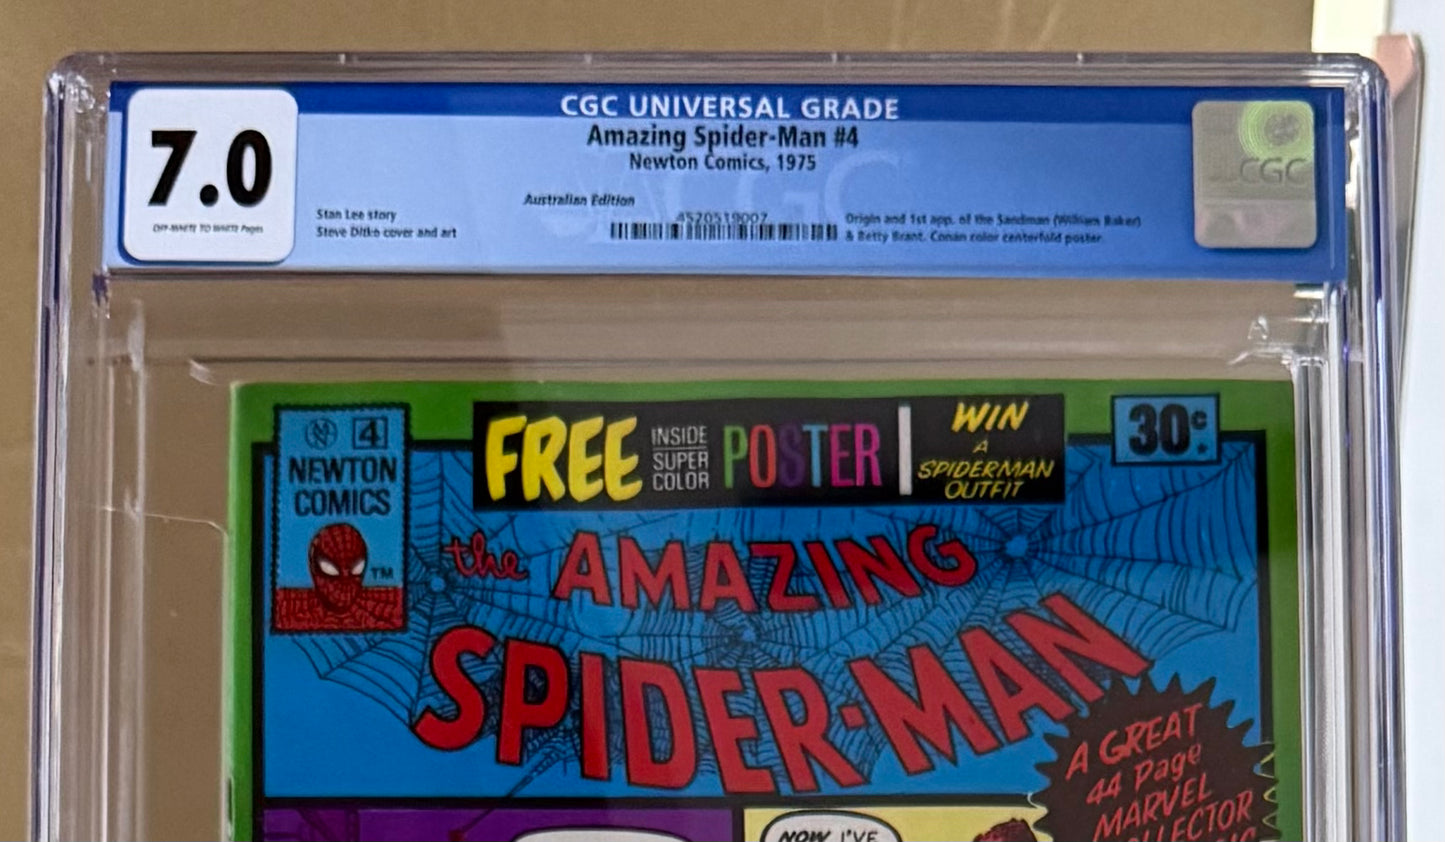 CGC UNIVERSAL GRADE
Amazing Spider-Man #4
Newton Comics, 1975
7.0
OFF-WHITE TO WHITE Pages
Australian Edition
Stan Lee story
Steve Ditko cover and art
4520519007
Origin and 1st app. of the Sandman (William Baker)
& Betty Brant. Conan color centerfold poster.
CGC
4
NEWTON
COMICS
TM
FREE
INSIDE
SUPER
COLOR
POSTER
WIN
A
SPIDERMAN
OUTFIT
30c.
the AMAZING
SPIDER-MAN
A GREAT
44 Page
MARVEL
COLLECTOR
NOW I'VE